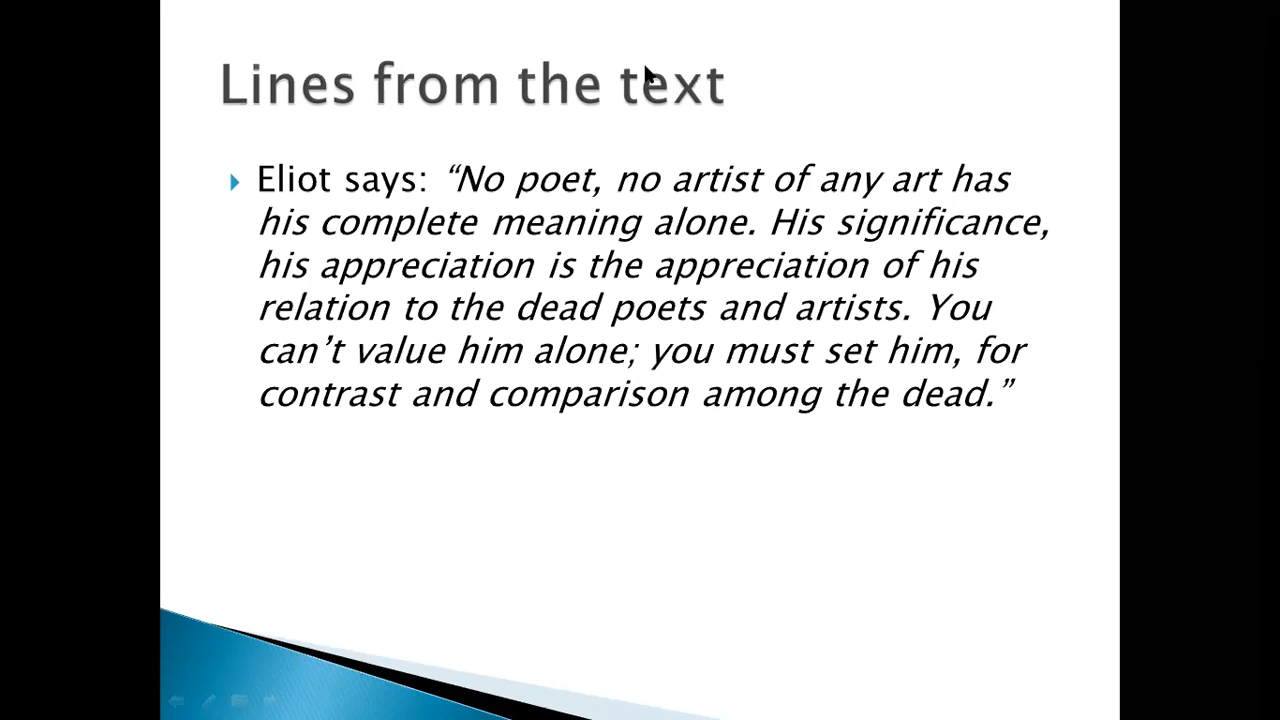 Lines from the text
Eliot says: “No poet, no artist of any art has
his complete meaning alone. His significance,
his appreciation is the appreciation of his
relation to the dead poets and artists. You
can’t value him alone; you must set him, for
contrast and comparison among the dead.”